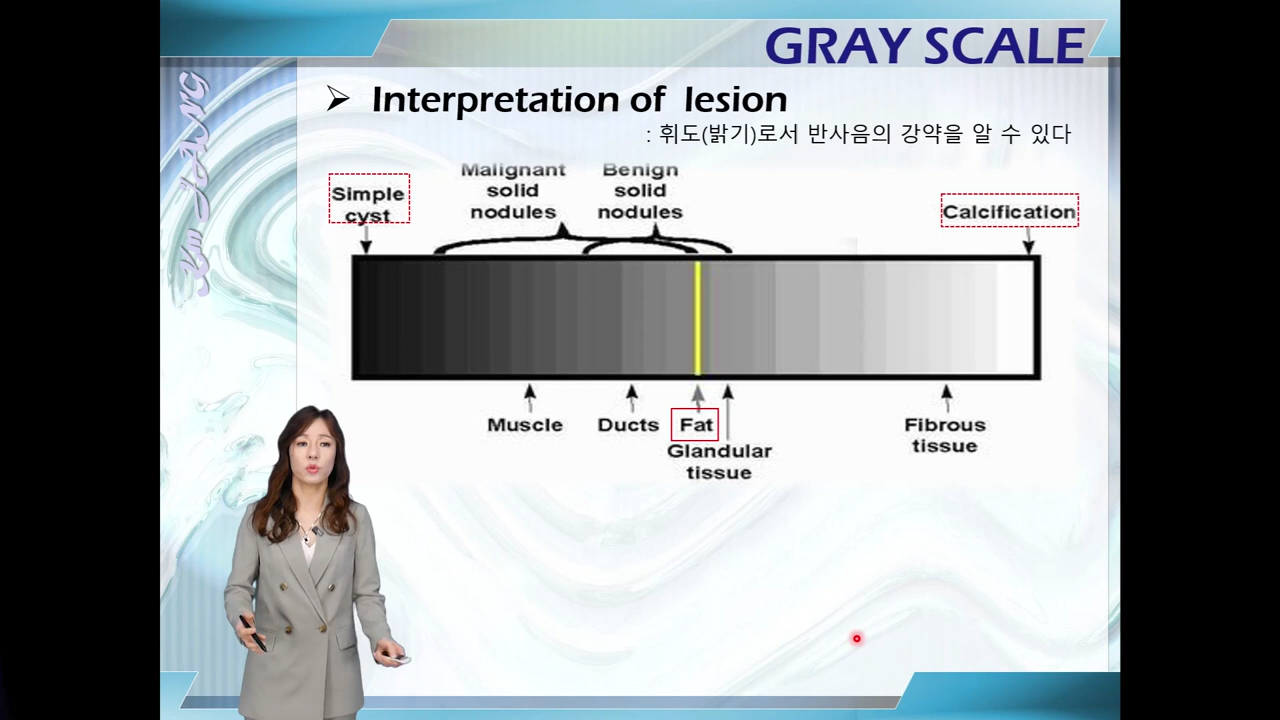 GRAY SCALE
Interpretation of lesion
: 휘도(밝기)로서 반사음의 강약을 알 수 있다
Malignant solid nodules
Benign solid nodules
Simple cyst
Calcification
Muscle
Ducts
Fat
Glandular tissue
Fibrous tissue